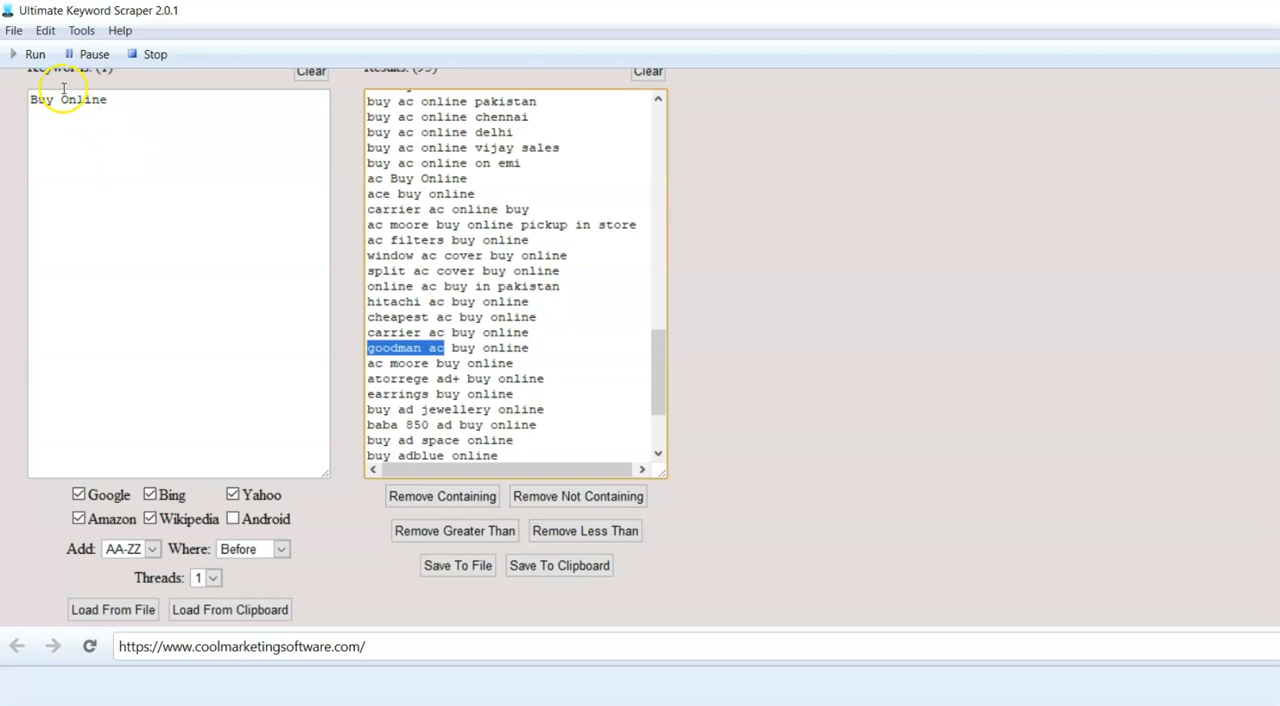 Ultimate Keyword Scraper 2.0.1
File Edit Tools Help
Run Pause Stop
Clear
Clear
Buy Online
buy ac online pakistan
buy ac online chennai
buy ac online delhi
buy ac online vijay sales
buy ac online on emi
ac Buy Online
ace buy online
carrier ac online buy
ac moore buy online pickup in store
ac filters buy online
window ac cover buy online
split ac cover buy online
online ac buy in pakistan
hitachi ac buy online
cheapest ac buy online
carrier ac buy online
goodman ac buy online
ac moore buy online
atorrege ad+ buy online
earrings buy online
buy ad jewellery online
baba 850 ad buy online
buy ad space online
buy adblue online
Google Bing Yahoo
Amazon Wikipedia Android
Add: AA-ZZ Where: Before
Threads: 1
Load From File Load From Clipboard
Remove Containing Remove Not Containing
Remove Greater Than Remove Less Than
Save To File Save To Clipboard
https://www.coolmarketingsoftware.com/